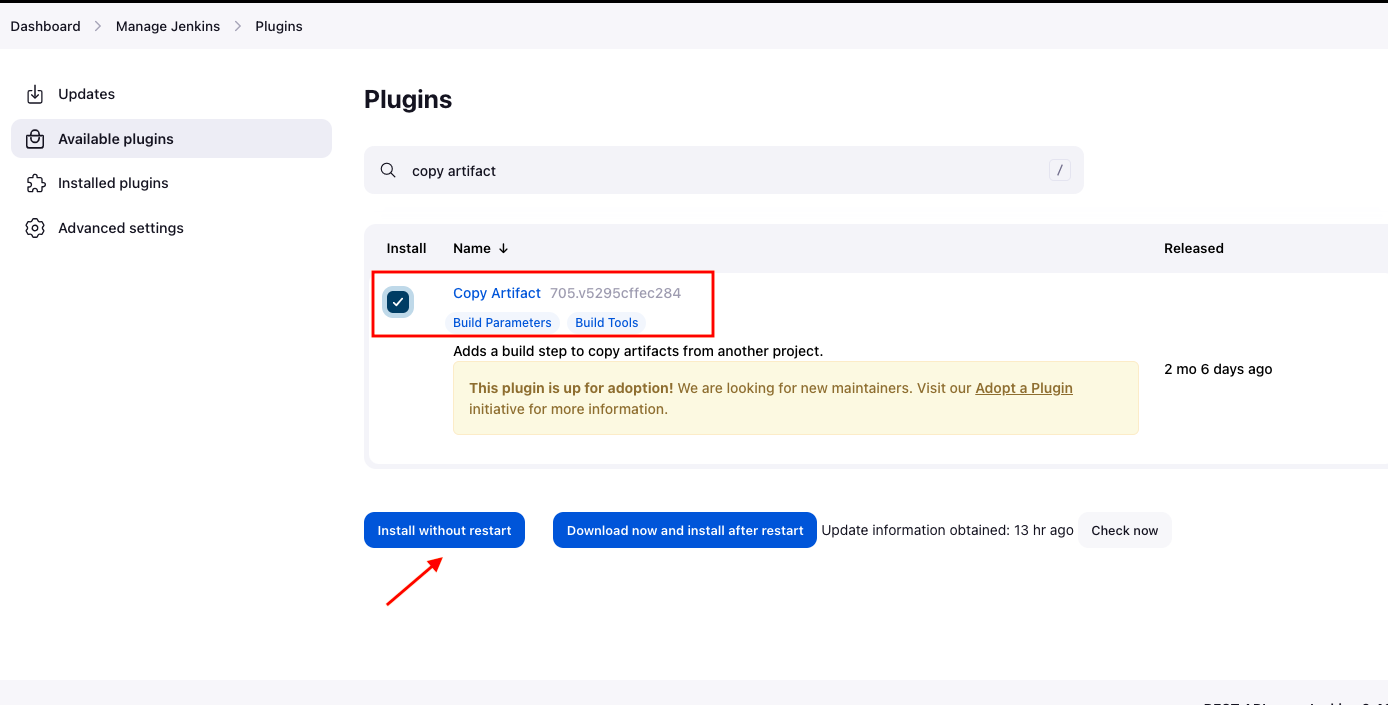 Dashboard > Manage Jenkins > Plugins
Updates
Available plugins
Installed plugins
Advanced settings
Plugins
copy artifact /
Install Name ↓ Released
Copy Artifact 705.v5295cffec284
Build Parameters Build Tools
Adds a build step to copy artifacts from another project.
2 mo 6 days ago
This plugin is up for adoption! We are looking for new maintainers. Visit our Adopt a Plugin
initiative for more information.
Install without restart Download now and install after restart Update information obtained: 13 hr ago Check now